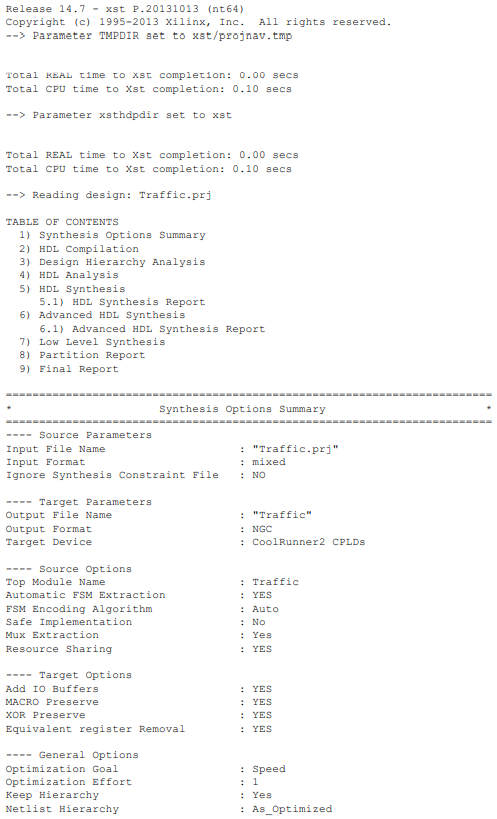 Release 14.7 - xst P.20131013 (nt64)
Copyright (c) 1995-2013 Xilinx, Inc.  All rights reserved.
--> Parameter TMPDIR set to xst/projnav.tmp
Total REAL time to Xst completion: 0.00 secs
Total CPU time to Xst completion: 0.10 secs
--> Parameter xsthdpdir set to xst
Total REAL time to Xst completion: 0.00 secs
Total CPU time to Xst completion: 0.10 secs
--> Reading design: Traffic.prj
TABLE OF CONTENTS
  1) Synthesis Options Summary
  2) HDL Compilation
  3) Design Hierarchy Analysis
  4) HDL Analysis
  5) HDL Synthesis
     5.1) HDL Synthesis Report
  6) Advanced HDL Synthesis
     6.1) Advanced HDL Synthesis Report
  7) Low Level Synthesis
  8) Partition Report
  9) Final Report
=========================================================================
*                      Synthesis Options Summary                        *
=========================================================================
---- Source Parameters
Input File Name                    : "Traffic.prj"
Input Format                       : mixed
Ignore Synthesis Constraint File   : NO
---- Target Parameters
Output File Name                   : "Traffic"
Output Format                      : NGC
Target Device                      : CoolRunner2 CPLDs
---- Source Options
Top Module Name                    : Traffic
Automatic FSM Extraction           : YES
FSM Encoding Algorithm             : Auto
Safe Implementation                : No
Mux Extraction                     : Yes
Resource Sharing                   : YES
---- Target Options
Add IO Buffers                     : YES
MACRO Preserve                     : YES
XOR Preserve                       : YES
Equivalent register Removal        : YES
---- General Options
Optimization Goal                  : Speed
Optimization Effort                : 1
Keep Hierarchy                     : Yes
Netlist Hierarchy                  : As_Optimized